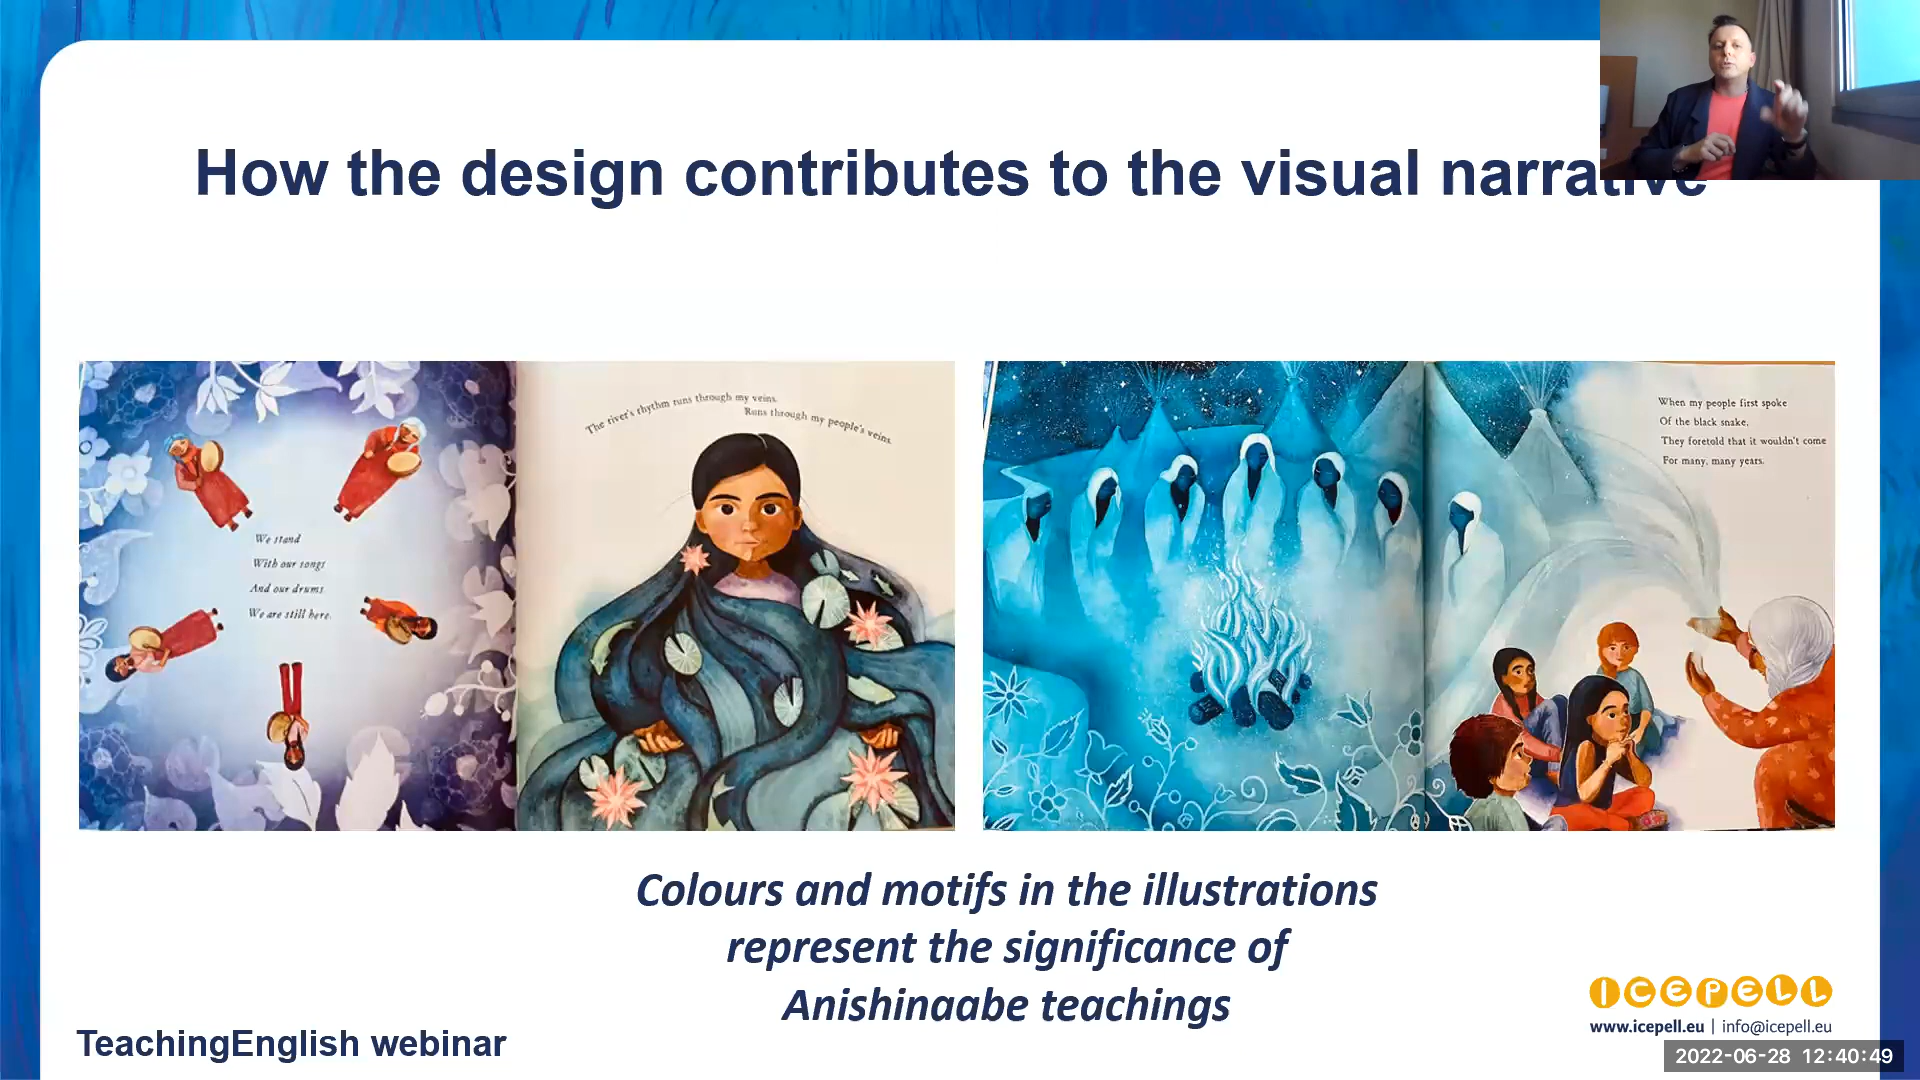 How the design contributes to the visual narrative
The river's rhythm runs through my veins.
Runs through my people's veins.
We stand
With our songs
And our drums.
We are still here.
When my people first spoke
Of the black snake,
They foretold that it wouldn't come
For many, many years.
Colours and motifs in the illustrations
represent the significance of
Anishinaabe teachings
TeachingEnglish webinar
icepell
www.icepell.eu | info@icepell.eu
2022-06-28 12:40:49